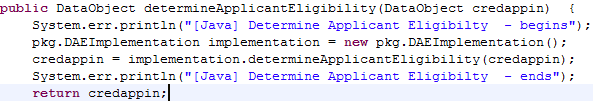 public DataObject determineApplicantEligibility(DataObject credappin) {
System.err.println("[Java] Determine Applicant Eligibilty - begins");
pkg.DAEImplementation implementation = new pkg.DAEImplementation();
credappin = implementation.determineApplicantEligibility(credappin);
System.err.println("[Java] Determine Applicant Eligibilty - ends");
return credappin;